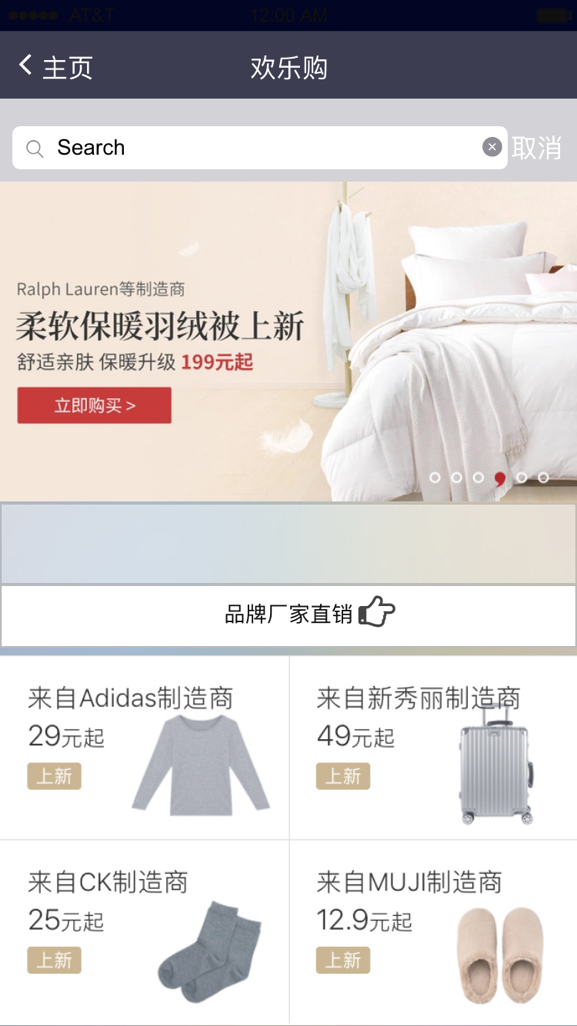 AT&T 12:00 AM
主页 欢乐购
Search 取消
Ralph Lauren等制造商
柔软保暖羽绒被上新
舒适亲肤 保暖升级 199元起
立即购买 >
品牌厂家直销
来自Adidas制造商
29元起
上新
来自新秀丽制造商
49元起
上新
来自CK制造商
25元起
上新
来自MUJI制造商
12.9元起
上新